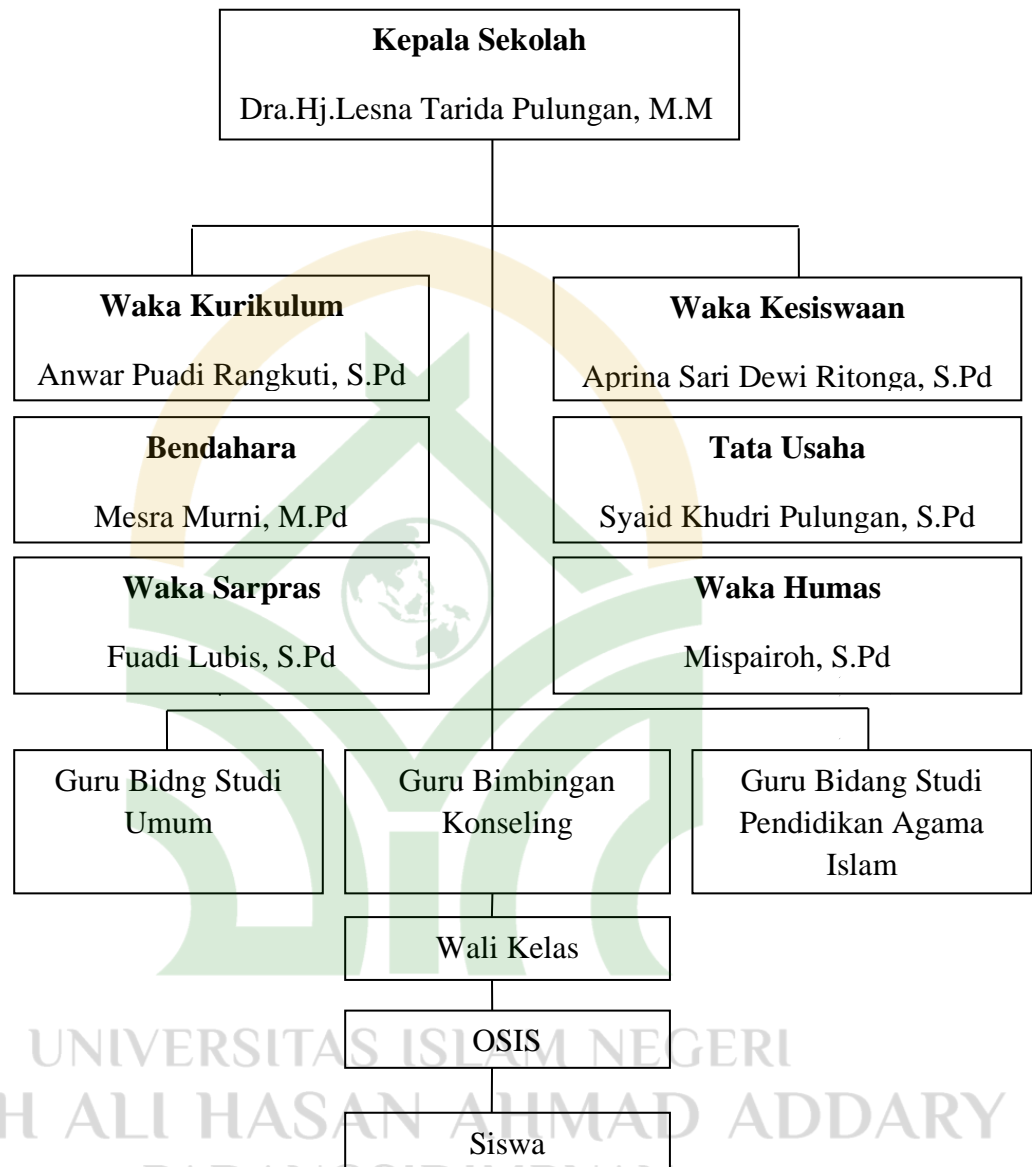 Kepala Sekolah
Dra.Hj.Lesna Tarida Pulungan, M.M
Waka Kurikulum
Anwar Puadi Rangkuti, S.Pd
Waka Kesiswaan
Aprina Sari Dewi Ritonga, S.Pd
Bendahara
Mesra Murni, M.Pd
Tata Usaha
Syaid Khudri Pulungan, S.Pd
Waka Sarpras
Fuadi Lubis, S.Pd
Waka Humas
Mispairoh, S.Pd
Guru Bidng Studi
Umum
Guru Bimbingan
Konseling
Guru Bidang Studi
Pendidikan Agama
Islam
Wali Kelas
OSIS
UNIVERSITAS ISLAM NEGERI
H ALI HASAN AHMAD ADDARY
Siswa